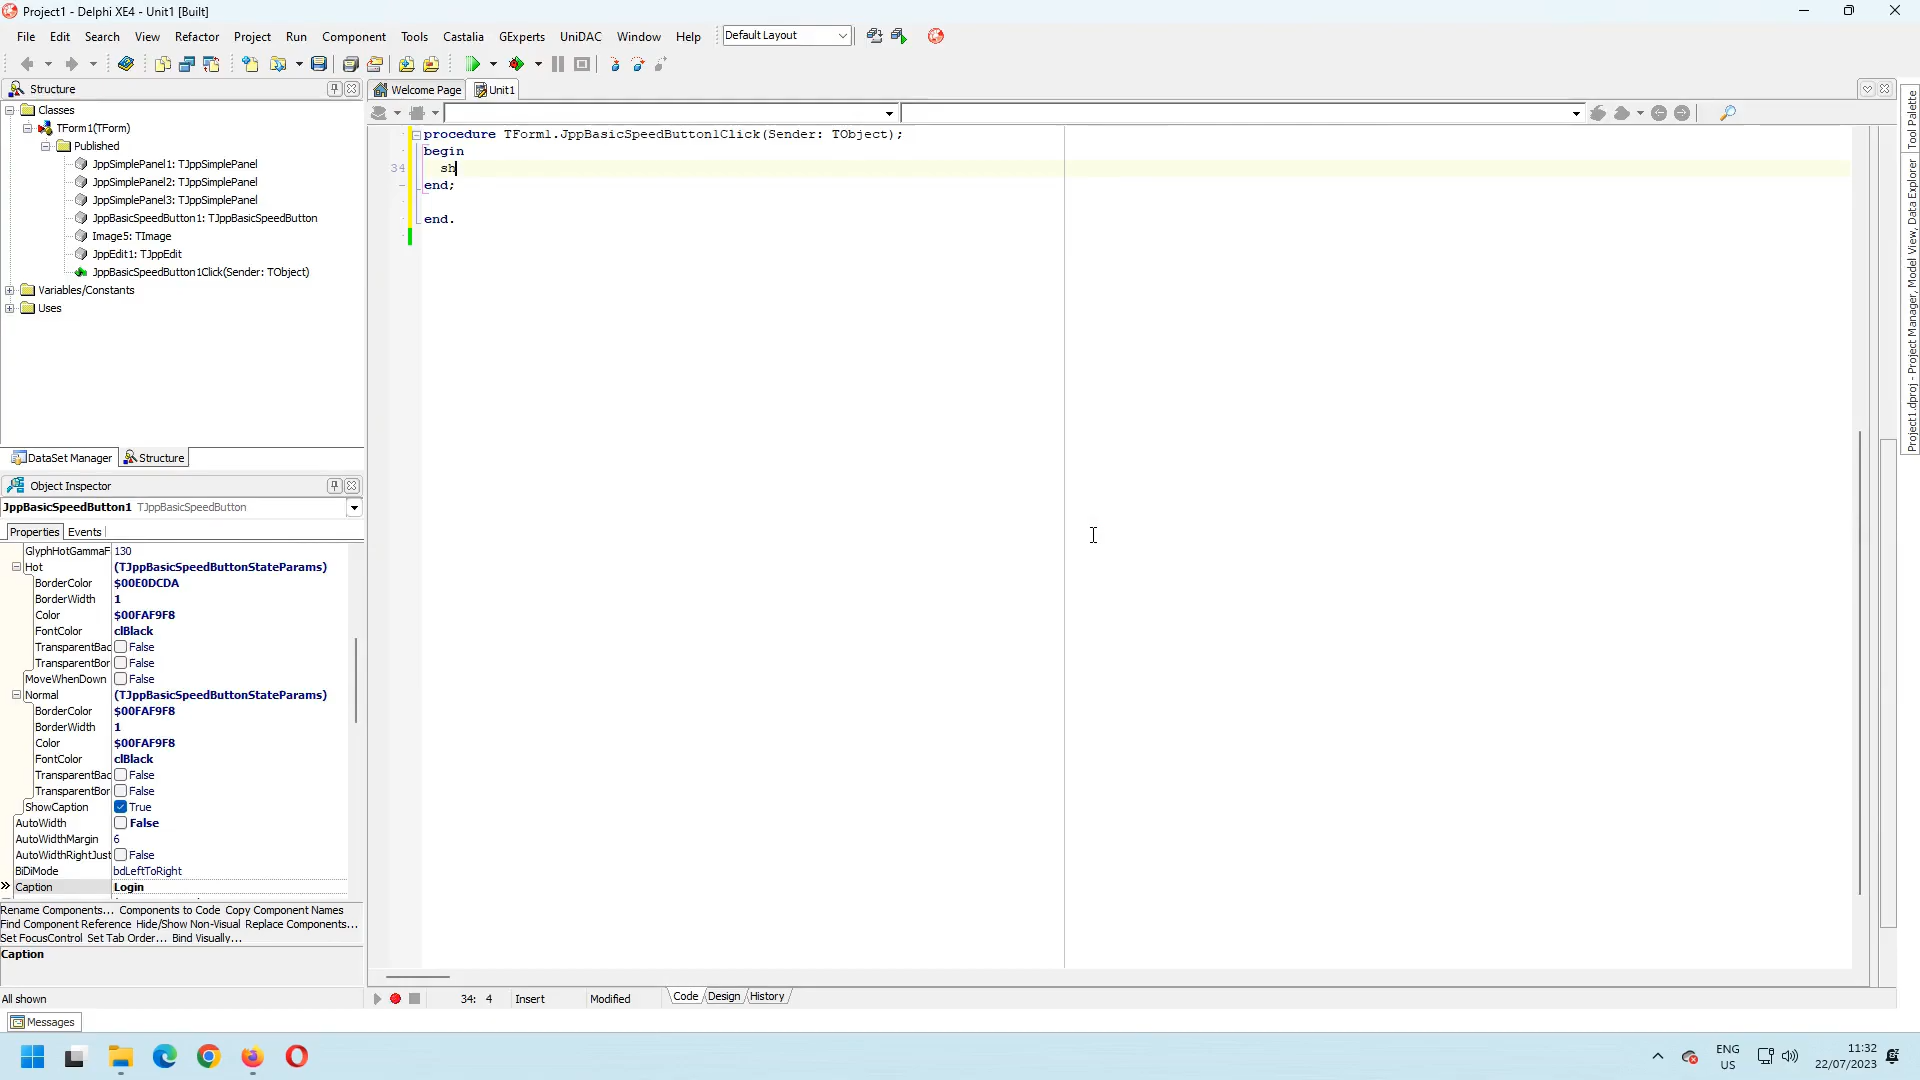 Project1 - Delphi XE4 - Unit1 [Built]
File Edit Search View Refactor Project Run Component Tools Castalia GExperts UniDAC Window Help Default Layout
Structure
Welcome Page Unit1
Classes
TForm1(TForm)
Published
JppSimplePanel1: TJppSimplePanel
JppSimplePanel2: TJppSimplePanel
JppSimplePanel3: TJppSimplePanel
JppBasicSpeedButton1: TJppBasicSpeedButton
Image5: TImage
JppEdit1: TJppEdit
JppBasicSpeedButton1Click(Sender: TObject)
Variables/Constants
Uses
procedure TForm1.JppBasicSpeedButton1Click(Sender: TObject);
begin
34 sh
end;
end.
Tool Palette
Project1.dproj - Project Manager, Model View, Data Explorer
DataSet Manager Structure
Object Inspector
JppBasicSpeedButton1 TJppBasicSpeedButton
Properties Events
GlyphHotGammaF 130
Hot (TJppBasicSpeedButtonStateParams)
BorderColor $00E0DCDA
BorderWidth 1
Color $00FAF9F8
FontColor clBlack
TransparentBac False
TransparentBor False
MoveWhenDown False
Normal (TJppBasicSpeedButtonStateParams)
BorderColor $00FAF9F8
BorderWidth 1
Color $00FAF9F8
FontColor clBlack
TransparentBac False
TransparentBor False
ShowCaption True
AutoWidth False
AutoWidthMargin 6
AutoWidthRightJust False
BiDiMode bdLeftToRight
Caption Login
Rename Components... Components to Code Copy Component Names
Find Component Reference Hide/Show Non-Visual Replace Components...
Set FocusControl Set Tab Order... Bind Visually...
Caption
All shown
34: 4 Insert Modified Code Design History
Messages
ENG
US
11:32
22/07/2023